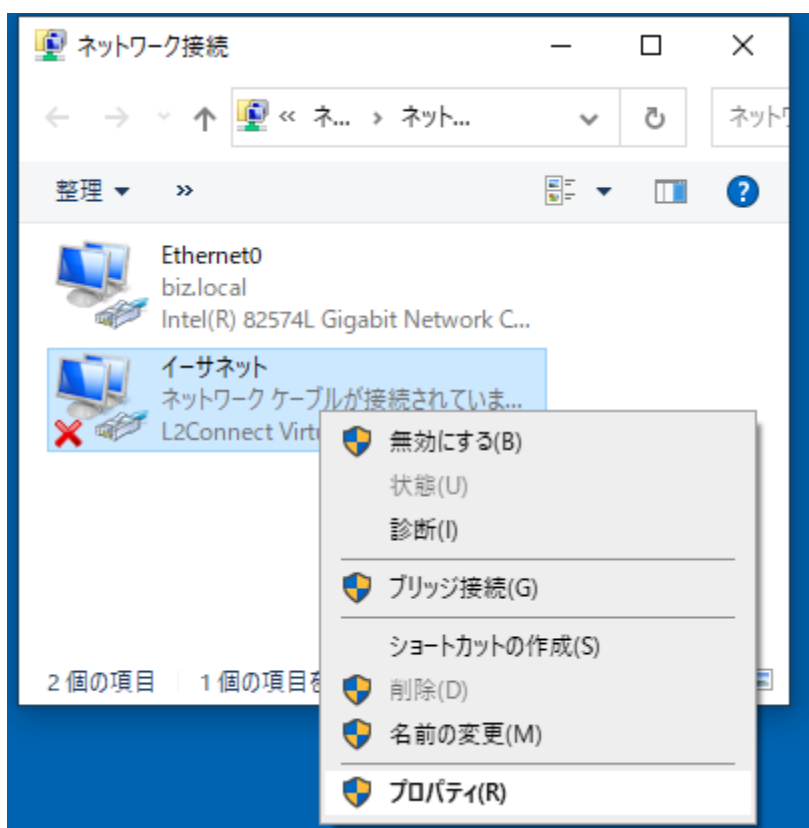 ネットワーク接続
« ネ... › ネット...
ネットワ
整理
»
Ethernet0
biz.local
Intel(R) 82574L Gigabit Network C...
イーサネット
ネットワーク ケーブルが接続されていま...
L2Connect Virtu
無効にする(B)
状態(U)
診断(I)
ブリッジ接続(G)
ショートカットの作成(S)
削除(D)
名前の変更(M)
プロパティ(R)
2 個の項目
1 個の項目を